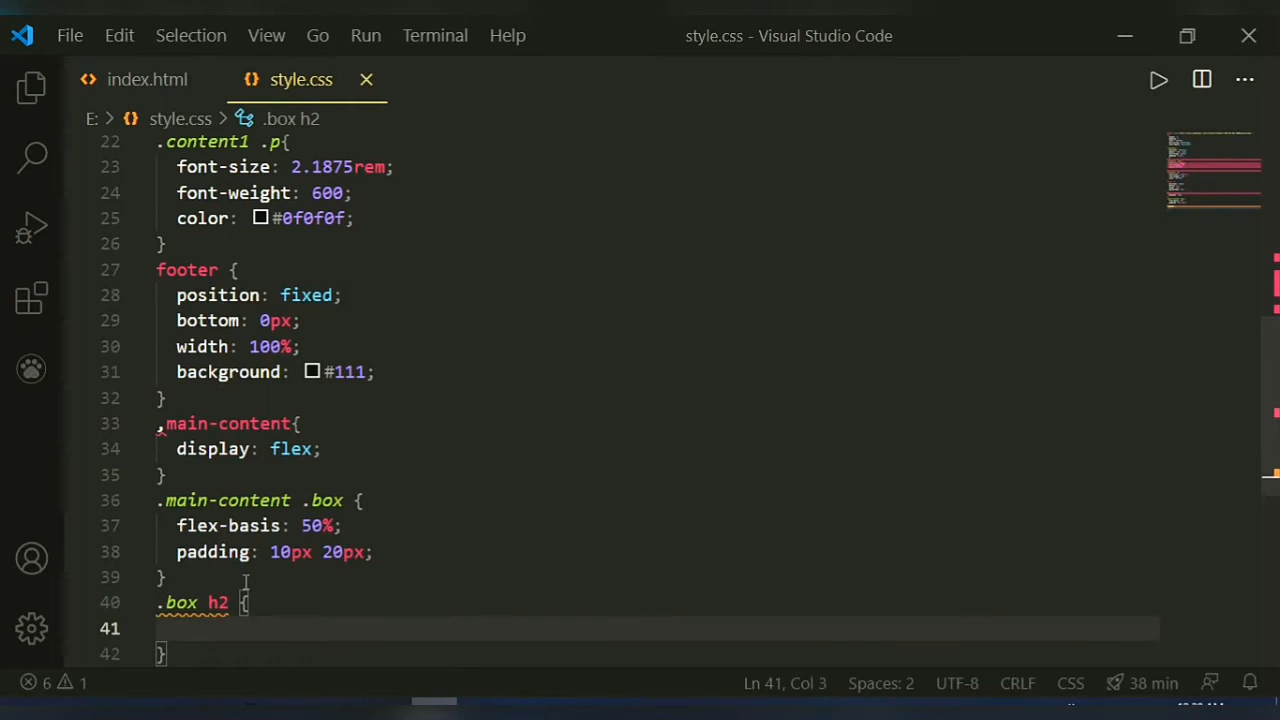 File Edit Selection View Go Run Terminal Help style.css - Visual Studio Code
index.html style.css
E: > style.css > .box h2
22 .content1 .p{
23 font-size: 2.1875rem;
24 font-weight: 600;
25 color: #0f0f0f;
26 }
27 footer {
28 position: fixed;
29 bottom: 0px;
30 width: 100%;
31 background: #111;
32 }
33 ,main-content{
34 display: flex;
35 }
36 .main-content .box {
37 flex-basis: 50%;
38 padding: 10px 20px;
39 }
40 .box h2 {
41
42 }
6 1 Ln 41, Col 3 Spaces: 2 UTF-8 CRLF CSS 38 min